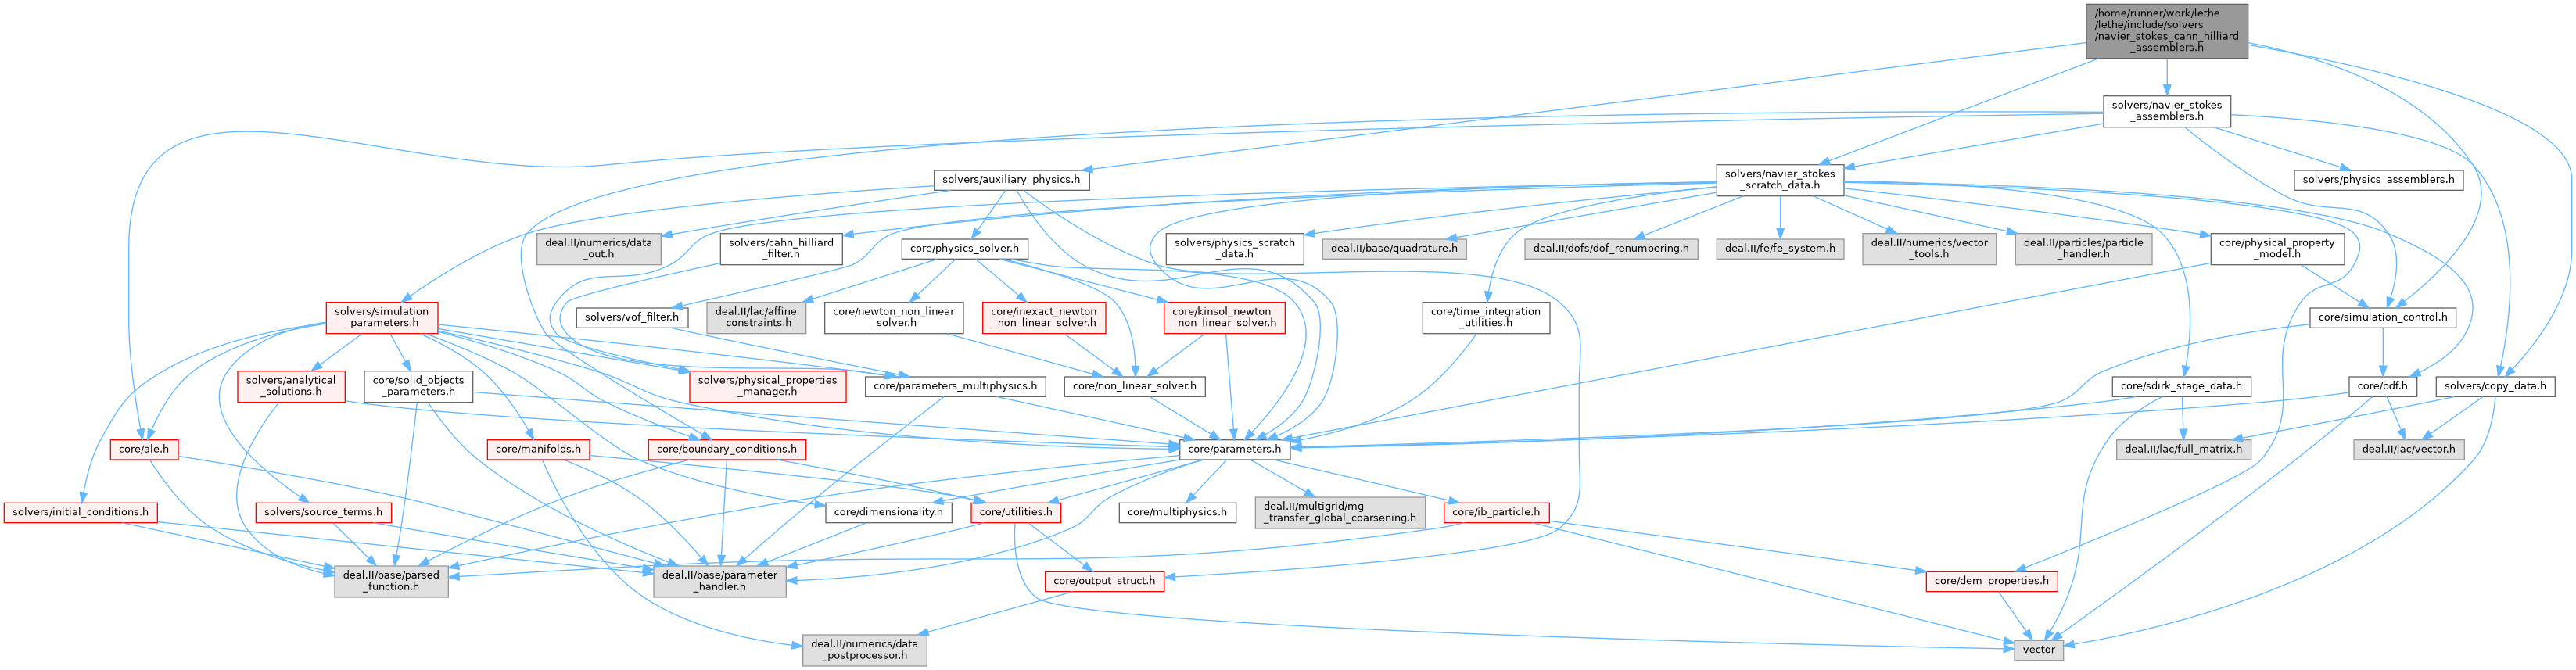 /home/runner/work/lethe
/lethe/include/solvers
/navier_stokes_cahn_hilliard
_assemblers.h
solvers/navier_stokes
_assemblers.h
solvers/auxiliary_physics.h
solvers/navier_stokes
_scratch_data.h
solvers/physics_assemblers.h
deal.II/numerics/data
_out.h
solvers/cahn_hilliard
_filter.h
core/physics_solver.h
solvers/physics_scratch
_data.h
deal.II/base/quadrature.h
deal.II/dofs/dof_renumbering.h
deal.II/fe/fe_system.h
deal.II/numerics/vector
_tools.h
deal.II/particles/particle
_handler.h
core/physical_property
_model.h
solvers/simulation
_parameters.h
solvers/vof_filter.h
deal.II/lac/affine
_constraints.h
core/newton_non_linear
_solver.h
core/inexact_newton
_non_linear_solver.h
core/kinsol_newton
_non_linear_solver.h
core/time_integration
_utilities.h
core/simulation_control.h
solvers/analytical
_solutions.h
core/solid_objects
_parameters.h
solvers/physical_properties
_manager.h
core/parameters_multiphysics.h
core/non_linear_solver.h
core/sdirk_stage_data.h
core/bdf.h
solvers/copy_data.h
core/ale.h
core/manifolds.h
core/boundary_conditions.h
core/parameters.h
deal.II/lac/full_matrix.h
deal.II/lac/vector.h
solvers/initial_conditions.h
solvers/source_terms.h
core/dimensionality.h
core/utilities.h
core/multiphysics.h
deal.II/multigrid/mg
_transfer_global_coarsening.h
core/ib_particle.h
deal.II/base/parsed
_function.h
deal.II/base/parameter
_handler.h
core/output_struct.h
core/dem_properties.h
deal.II/numerics/data
_postprocessor.h
vector